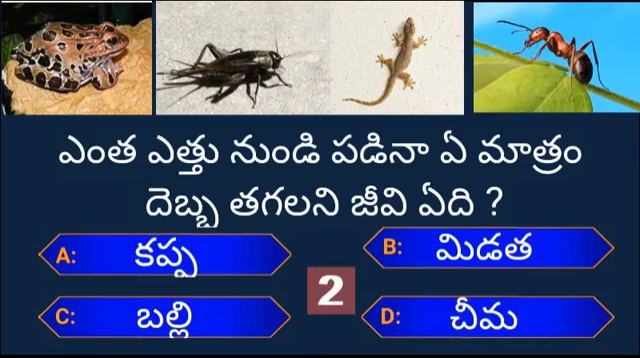 ఎంత ఎత్తు నుండి పడినా ఏ మాత్రం
దెబ్బ తగలని జీవి ఏది ?
A: కప్ప
B: మిడత
2
C: బల్లి
D: చీమ